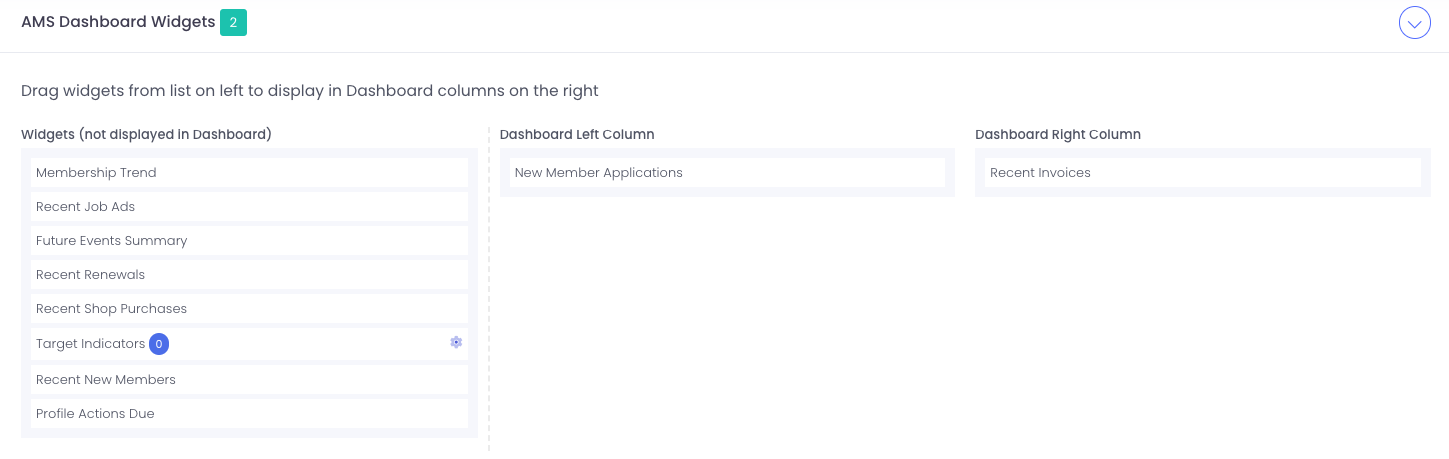 AMS Dashboard Widgets 2
Drag widgets from list on left to display in Dashboard columns on the right
Widgets (not displayed in Dashboard)
Membership Trend
Recent Job Ads
Future Events Summary
Recent Renewals
Recent Shop Purchases
Target Indicators 0
Recent New Members
Profile Actions Due
Dashboard Left Column
New Member Applications
Dashboard Right Column
Recent Invoices